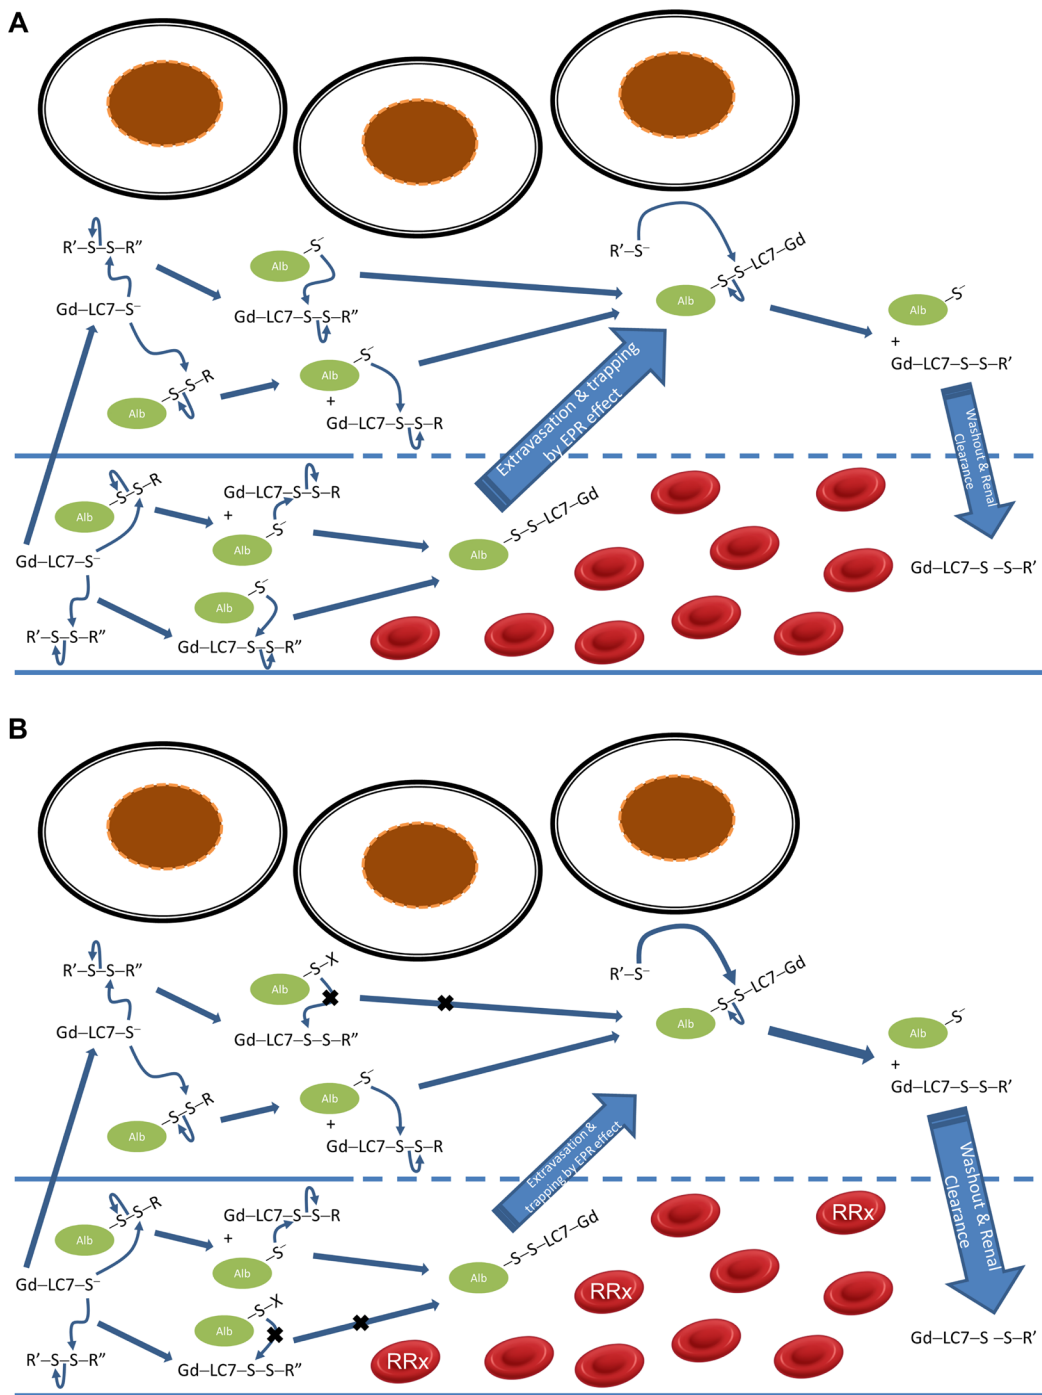 A
R’–S–S–R”
–S⁻
Alb
R’–S⁻
–S–S–LC7–Gd
Alb
Gd–LC7–S⁻
Gd–LC7–S–S–R”
–S⁻
Alb
+
Gd–LC7–S–S–R’
–S–S–R
Alb
–S⁻
Alb
+
Gd–LC7–S–S–R
Extravasation & trapping
by EPR effect
Washout & Renal
Clearance
–S–S–R
Alb
Gd–LC7–S–S–R
+
–S⁻
Alb
–S–S–LC7–Gd
Alb
Gd–LC7–S⁻
Gd–LC7–S –S–R’
–S⁻
Alb
R’–S–S–R”
Gd–LC7–S–S–R”
B
R’–S–S–R”
–S–X
Alb
R’–S⁻
–S–S–LC7–Gd
Alb
Gd–LC7–S⁻
Gd–LC7–S–S–R”
–S⁻
Alb
+
Gd–LC7–S–S–R’
–S–S–R
Alb
–S⁻
Alb
+
Gd–LC7–S–S–R
Extravasation &
trapping by EPR effect
Washout & Renal
Clearance
–S–S–R
Alb
Gd–LC7–S–S–R
+
–S⁻
Alb
–S–S–LC7–Gd
Alb
RRx
RRx
RRx
Gd–LC7–S⁻
–S–X
Alb
Gd–LC7–S –S–R’
R’–S–S–R”
Gd–LC7–S–S–R”